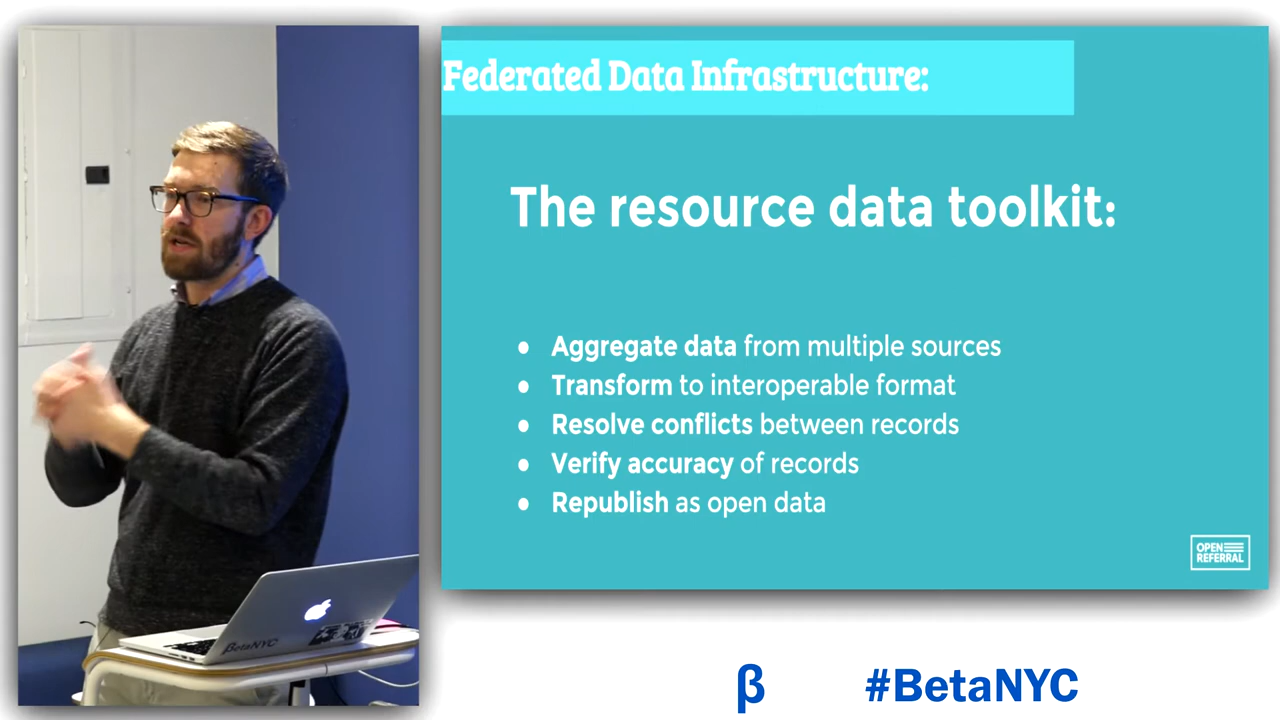 Federated Data Infrastructure:
The resource data toolkit:
● Aggregate data from multiple sources
● Transform to interoperable format
● Resolve conflicts between records
● Verify accuracy of records
● Republish as open data
OPEN
REFERRAL
BetaNYC
β #BetaNYC